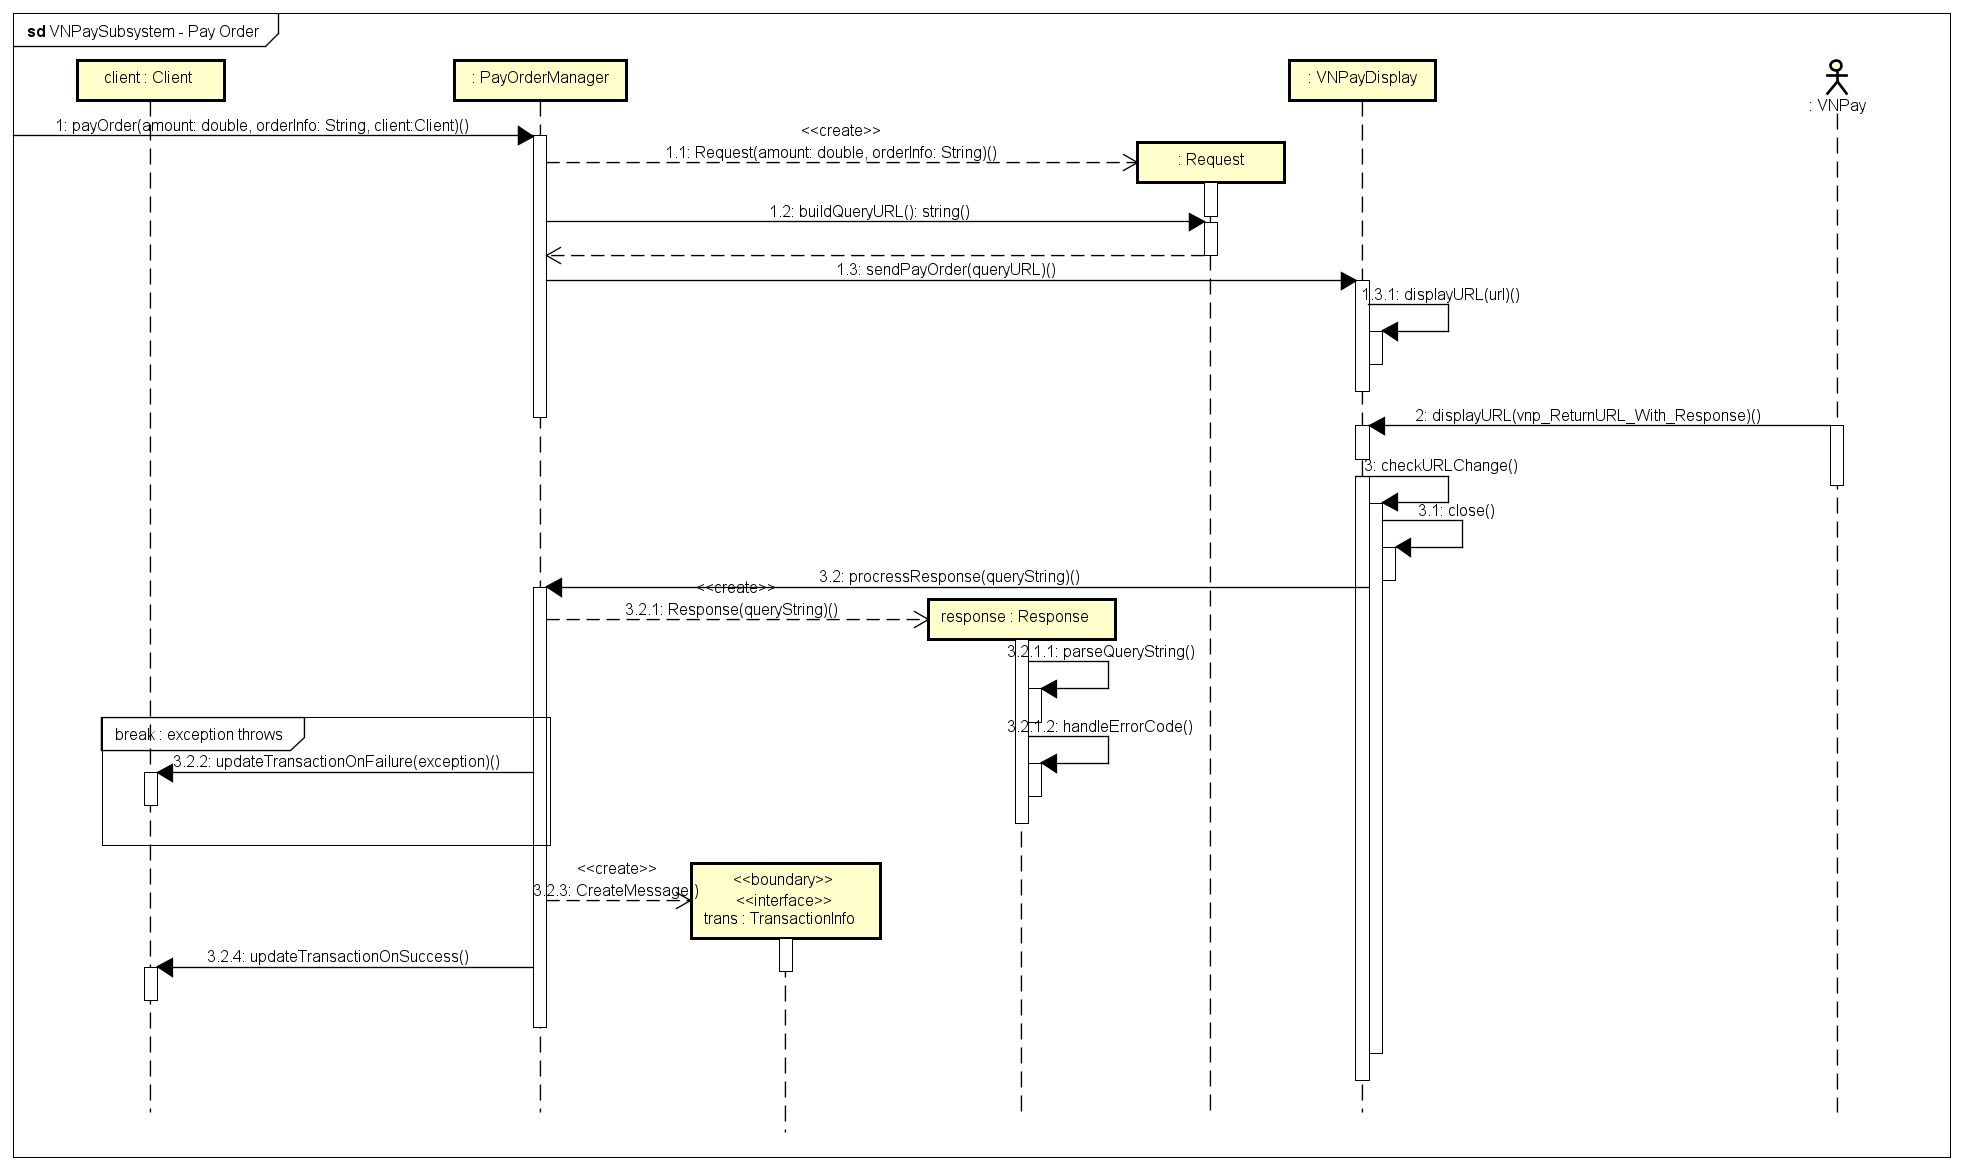 sd VNPaySubsystem - Pay Order
client : Client
: PayOrderManager
: VNPayDisplay
: VNPay
1: payOrder(amount: double, orderInfo: String, client:Client)()
<<create>>
1.1: Request(amount: double, orderInfo: String)()
: Request
1.2: buildQueryURL(): string()
1.3: sendPayOrder(queryURL)()
1.3.1: displayURL(url)()
2: displayURL(vnp_ReturnURL_With_Response)()
3: checkURLChange()
3.1: close()
3.2: procressResponse(queryString)()
<<create>>
3.2.1: Response(queryString)()
response : Response
3.2.1.1: parseQueryString()
3.2.1.2: handleErrorCode()
break : exception throws
3.2.2: updateTransactionOnFailure(exception)()
<<create>>
3.2.3: CreateMessage()
<<boundary>>
<<interface>>
trans : TransactionInfo
3.2.4: updateTransactionOnSuccess()